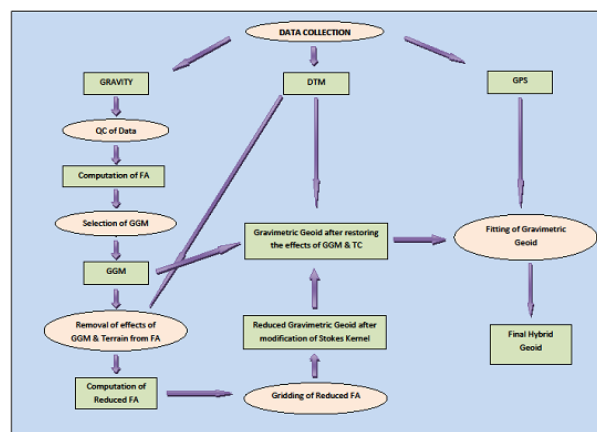 DATA COLLECTION
GRAVITY
DTM
GPS
QC of Data
Computation of FA
Selection of GGM
GGM
Gravimetric Geoid after restoring
the effects of GGM & TC
Fitting of Gravimetric
Geoid
Removal of effects of
GGM & Terrain from FA
Reduced Gravimetric Geoid after
modification of Stokes Kernel
Final Hybrid
Geoid
Computation of
Reduced FA
Gridding of Reduced FA